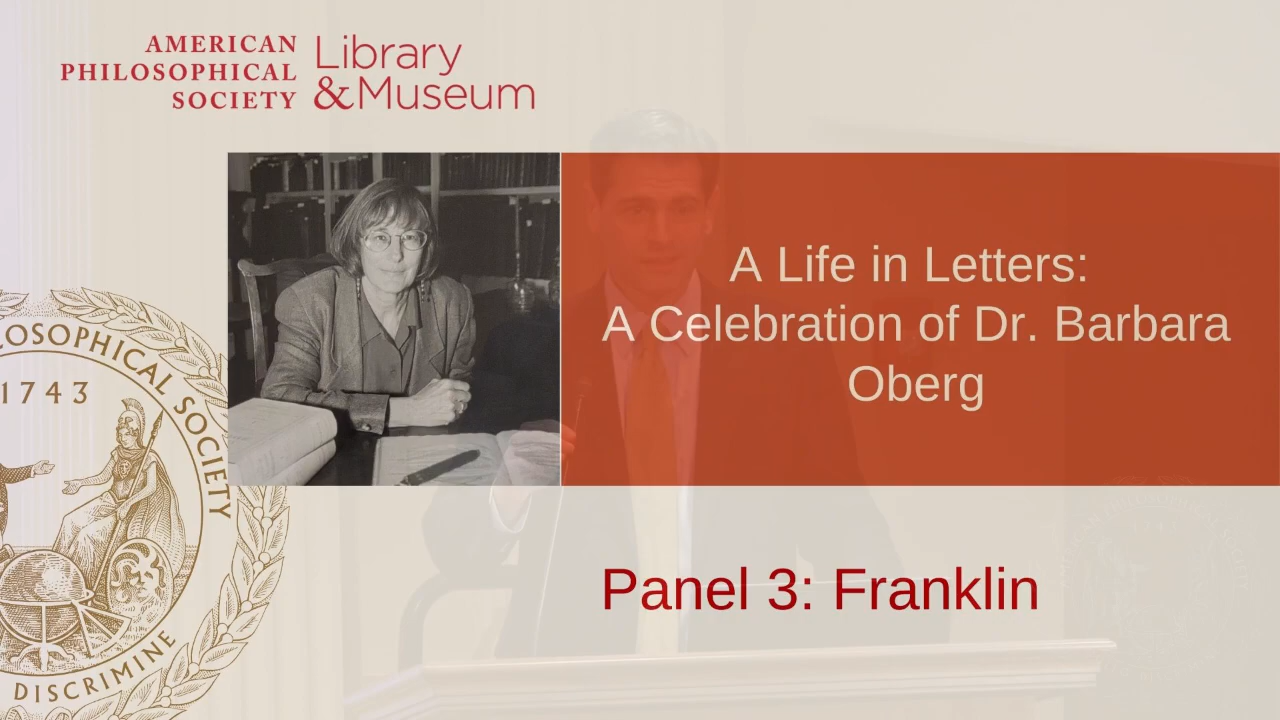 AMERICAN
PHILOSOPHICAL
SOCIETY
Library
&Museum
A Life in Letters:
A Celebration of Dr. Barbara
Oberg
LOSOPHICAL SOCIETY
1743
DISCRIMINE
Panel 3: Franklin